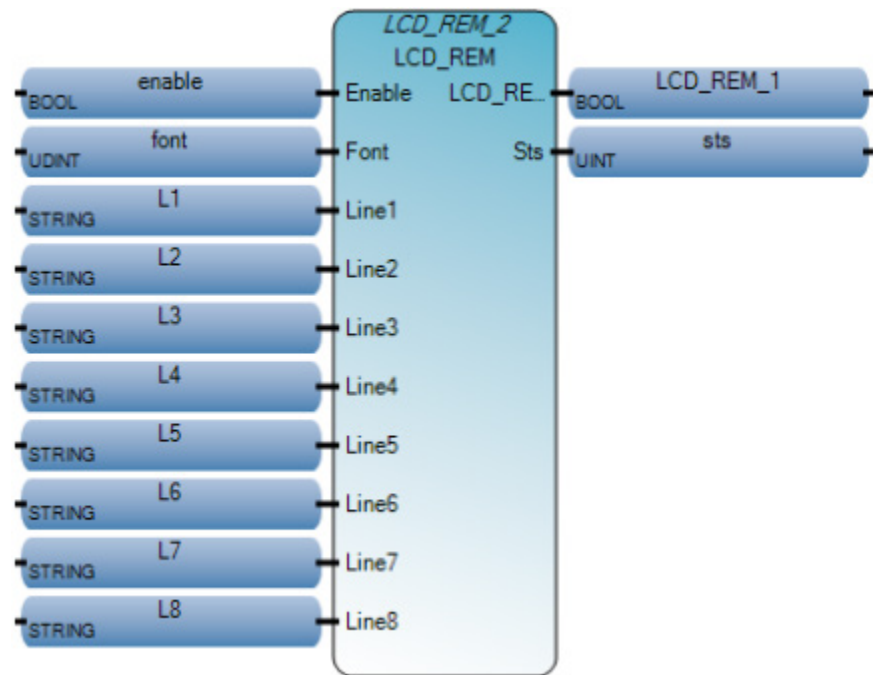 LCD_REM_2
LCD_REM
enable
BOOL
Enable
LCD_RE...
LCD_REM_1
BOOL
font
UDINT
Font
Sts
sts
UINT
L1
STRING
Line1
L2
STRING
Line2
L3
STRING
Line3
L4
STRING
Line4
L5
STRING
Line5
L6
STRING
Line6
L7
STRING
Line7
L8
STRING
Line8